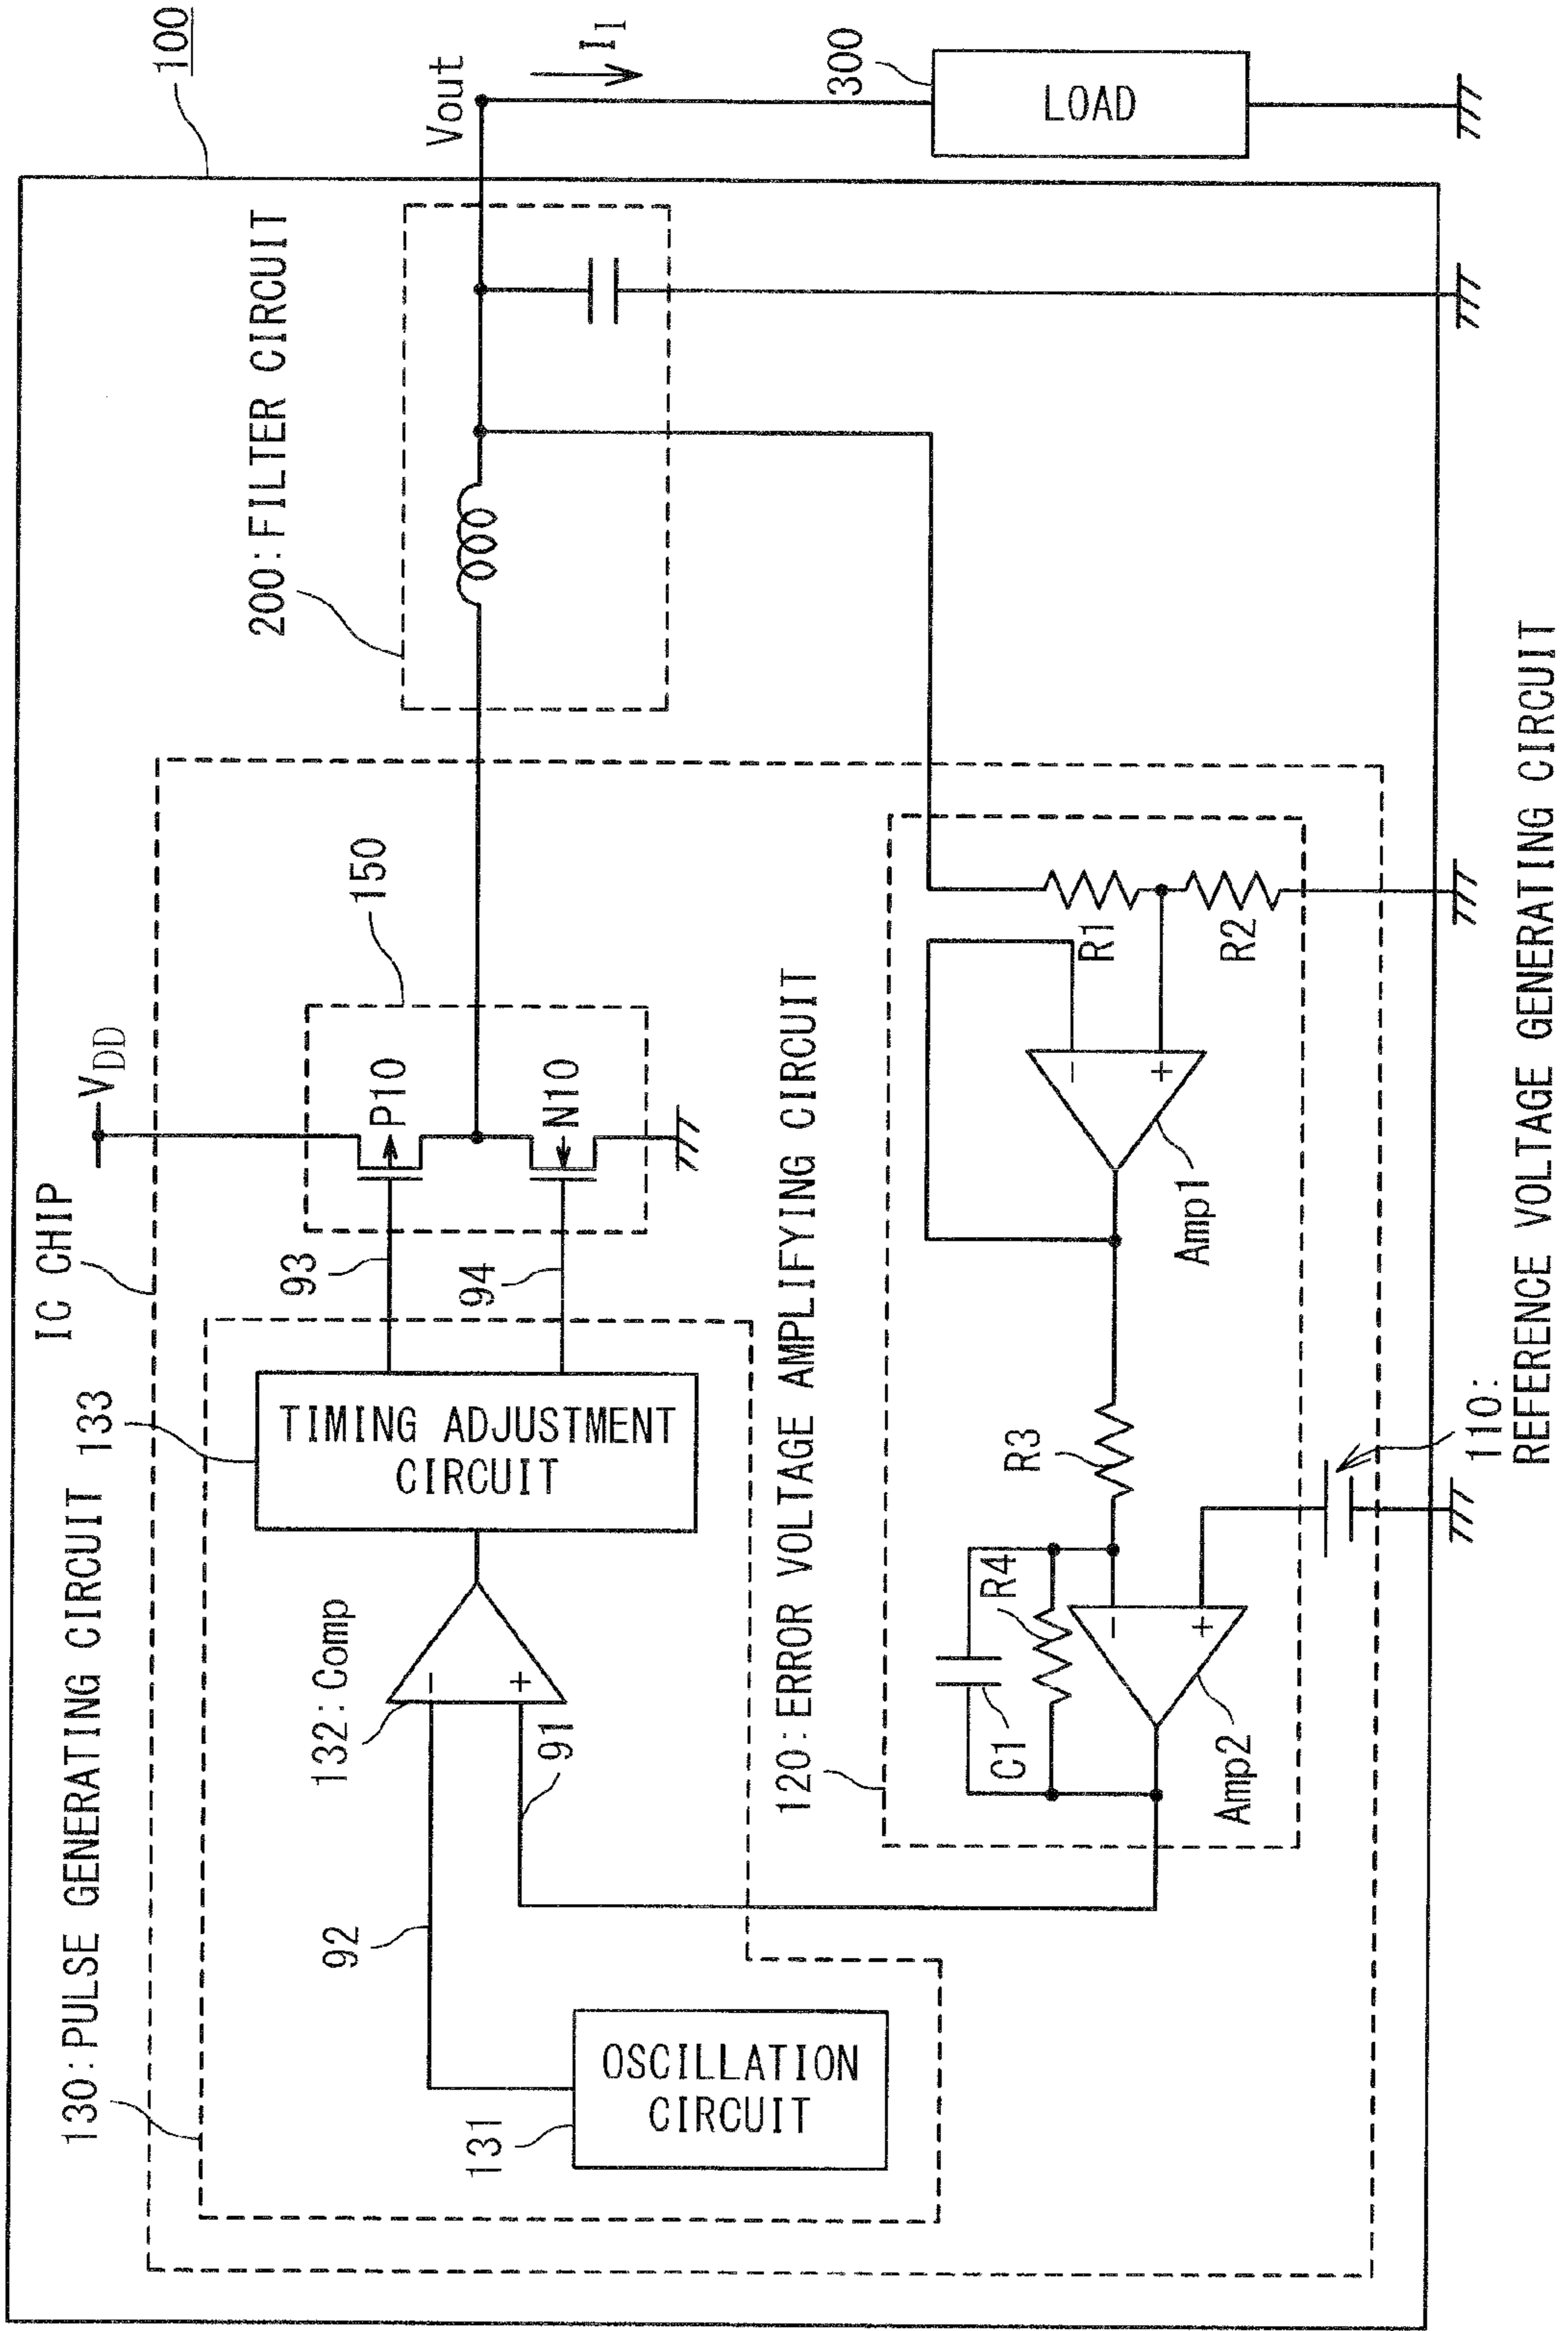 100
IC CHIP
130:PULSE GENERATING CIRCUIT
133
VDD
150
200:FILTER CIRCUIT
Vout
I1
TIMING ADJUSTMENT
CIRCUIT
93
94
P10
N10
132:Comp
-
+
92
91
131
OSCILLATION
CIRCUIT
300
LOAD
120:ERROR VOLTAGE AMPLIFYING CIRCUIT
C1
R4
R3
-
+
Amp2
-
+
Amp1
R1
R2
110:
REFERENCE VOLTAGE GENERATING CIRCUIT